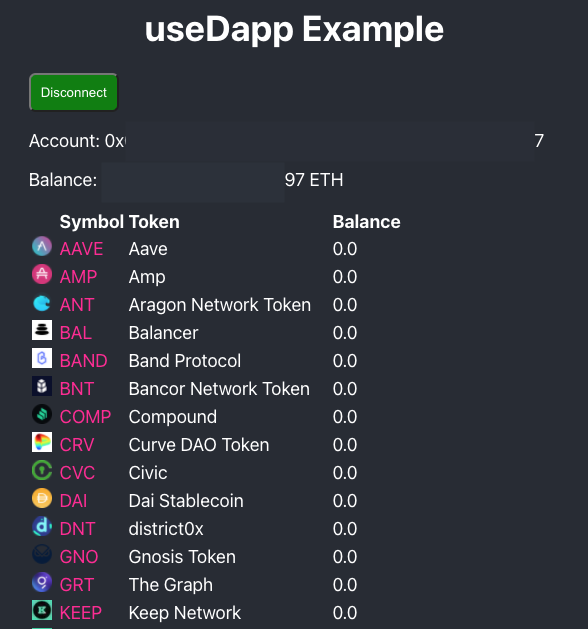 useDapp Example
Disconnect
Account: 0x 7
Balance: 97 ETH
Symbol Token Balance
AAVE Aave 0.0
AMP Amp 0.0
ANT Aragon Network Token 0.0
BAL Balancer 0.0
BAND Band Protocol 0.0
BNT Bancor Network Token 0.0
COMP Compound 0.0
CRV Curve DAO Token 0.0
CVC Civic 0.0
DAI Dai Stablecoin 0.0
DNT district0x 0.0
GNO Gnosis Token 0.0
GRT The Graph 0.0
KEEP Keep Network 0.0